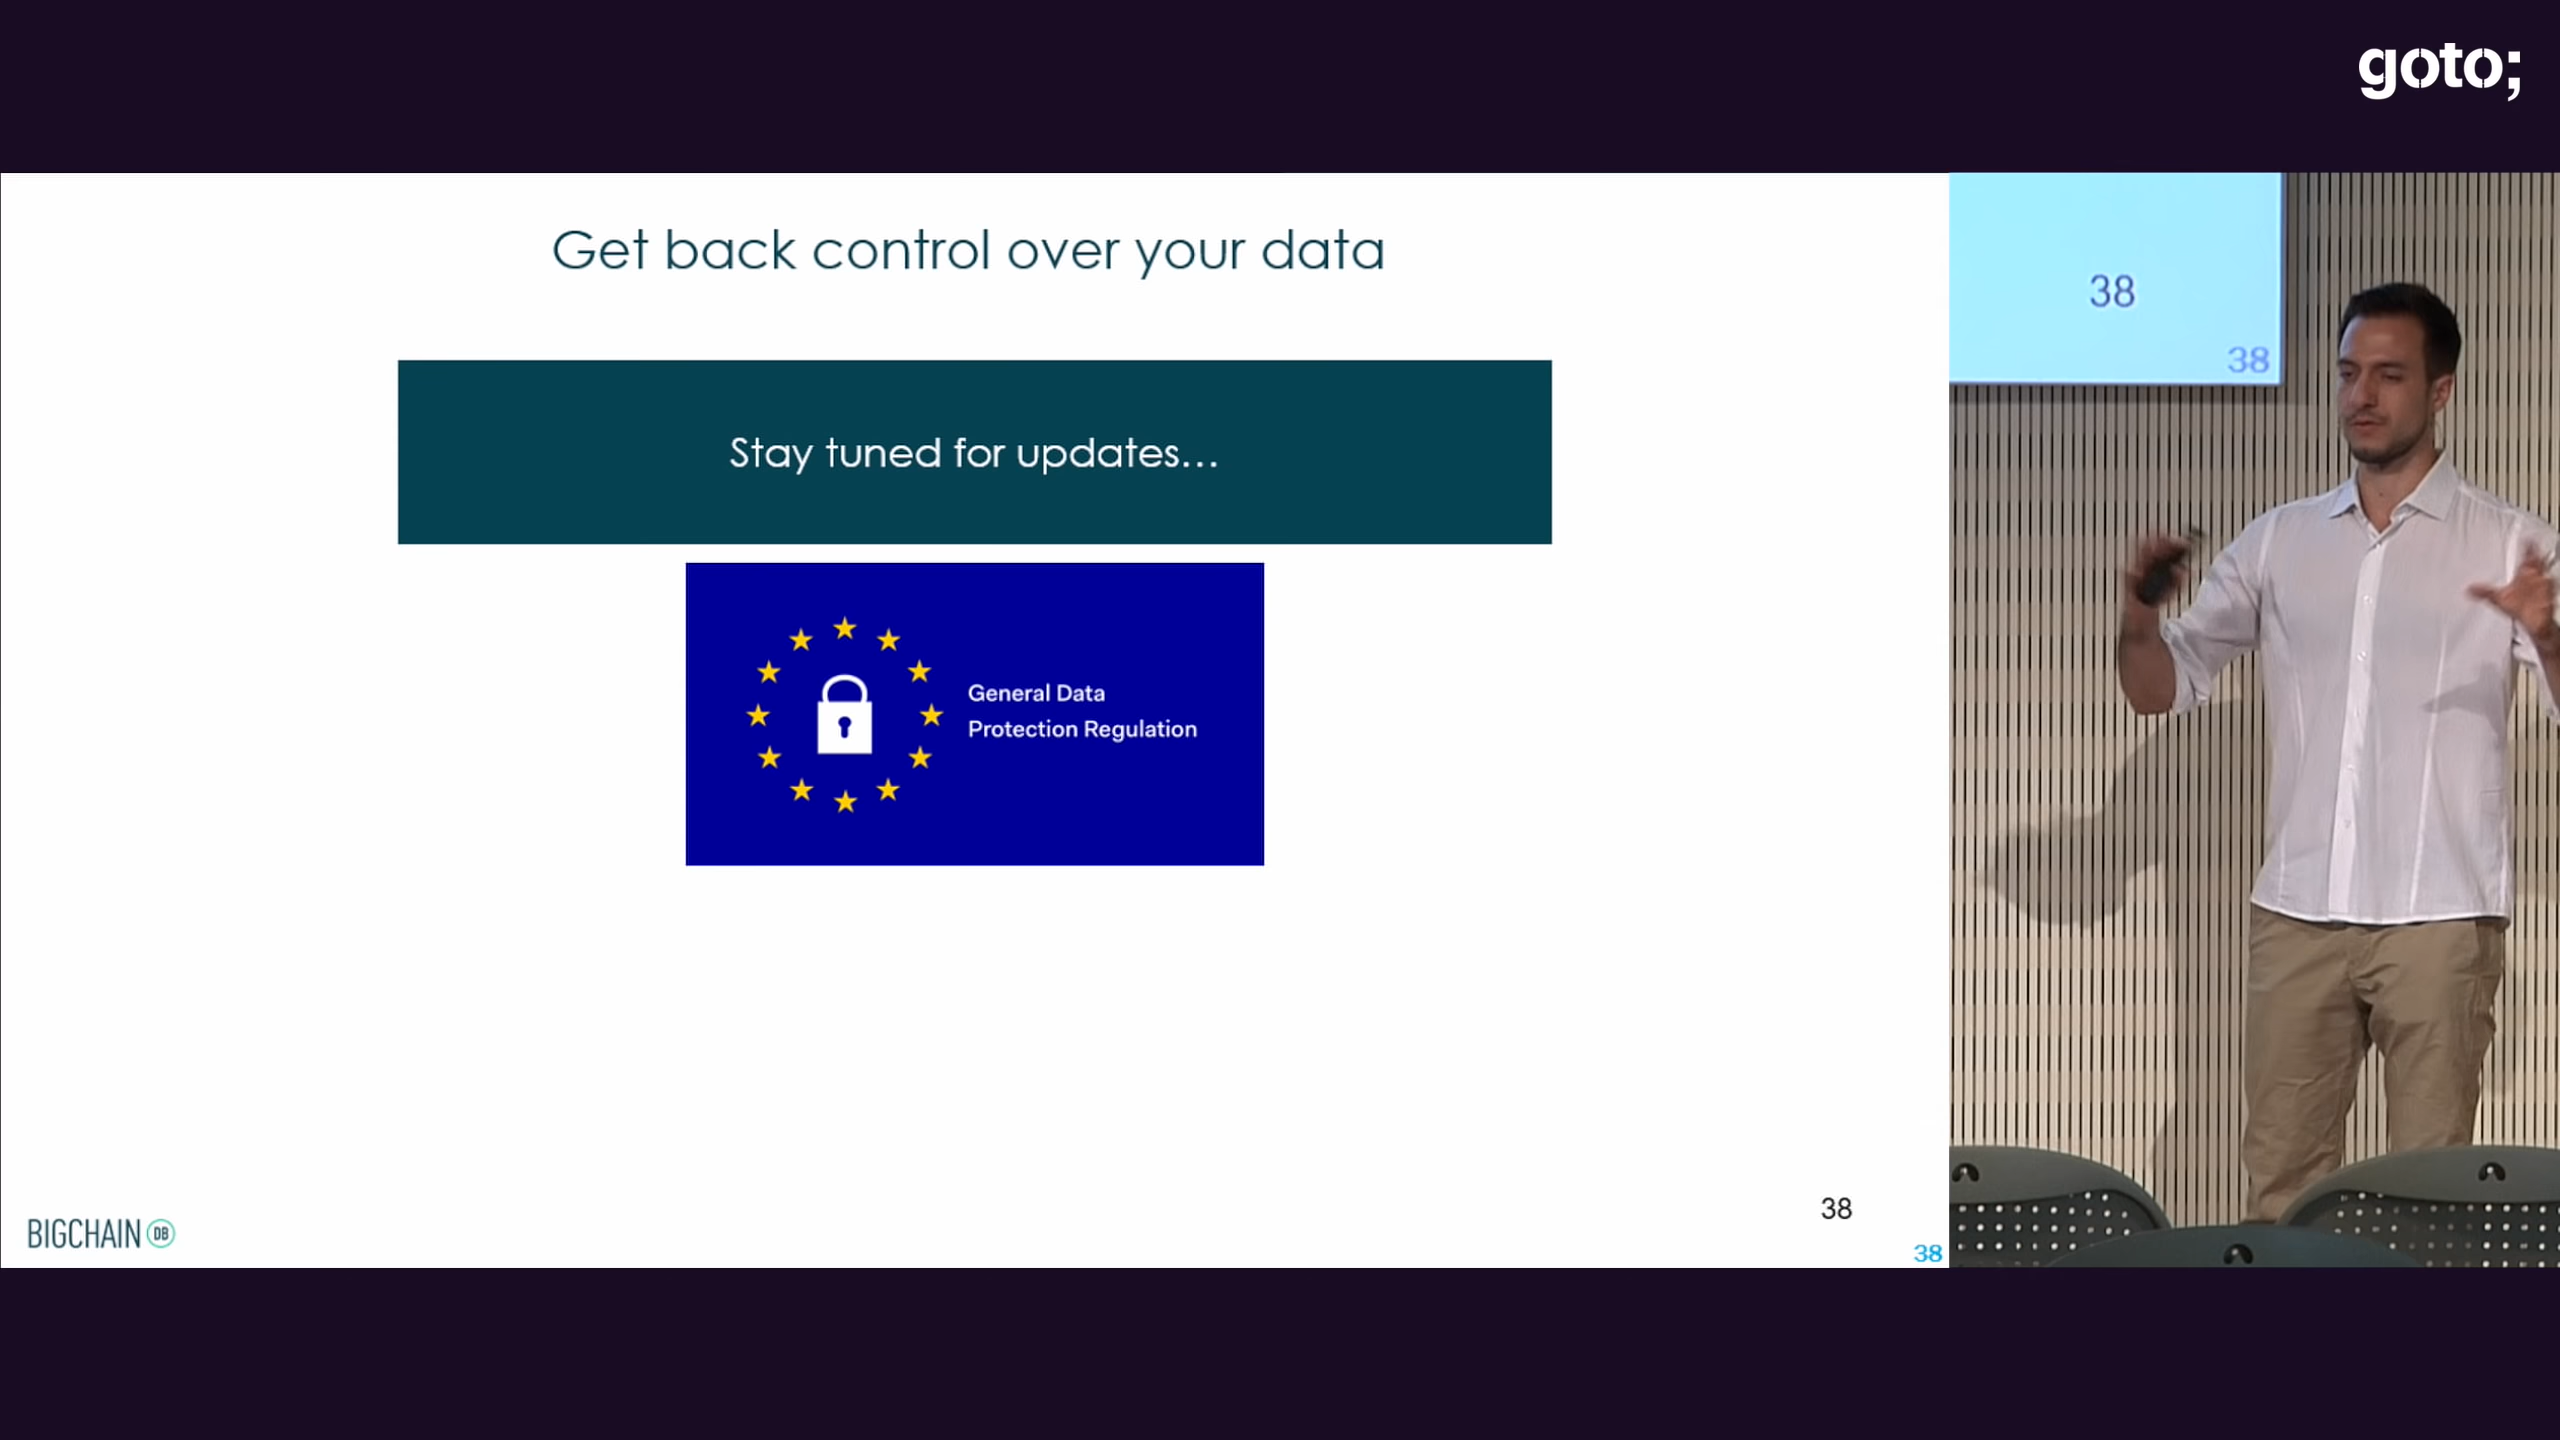 goto;
Get back control over your data
Stay tuned for updates...
General Data
Protection Regulation
38
38
BIGCHAIN DB
38
38